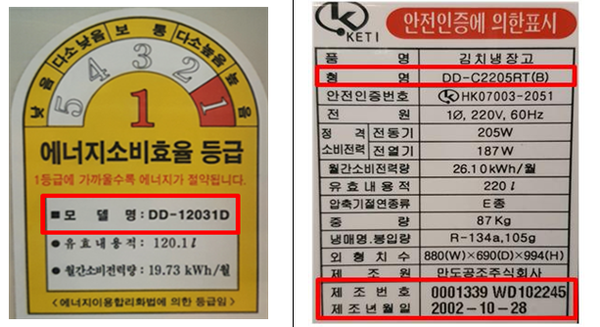 낮음 다소낮음 보통 다소높음 높음
5 4 3 2 1
1
에너지소비효율 등급
1등급에 가까울수록 에너지가 절약됩니다.
■ 모 델 명 : DD-12031D
● 유효내용적 : 120.1ℓ
● 월간소비전력량 : 19.73 kWh/월
<에너지이용합리화법에 의한 등급임>
KETI 안전인증에 의한표시
품 명 김치냉장고
형 명 DD-C2205RT(B)
안전인증번호 HK07003-2051
전 원 1Ø, 220V, 60Hz
정 격 소비전력 전동기 205W
전열기 187W
월간소비전력량 26.10kWh/월
유효내용적 220ℓ
압축기절연종류 E종
중 량 87Kg
냉매명.봉입량 R-134a,105g
외형치수 880(W)×690(D)×994(H)
제 조 원 만도공조주식회사
제조번호 0001339 WD102245
제조년월일 2002-10-28